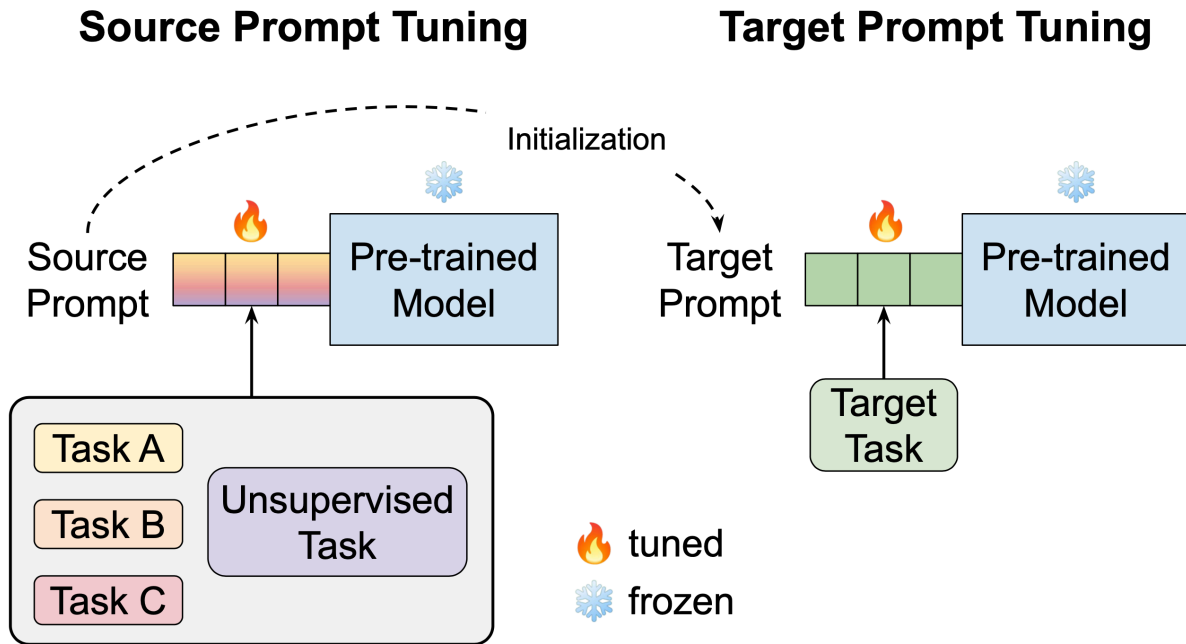 Source Prompt Tuning
Target Prompt Tuning
Initialization
Source
Prompt
Pre-trained
Model
Target
Prompt
Pre-trained
Model
Task A
Task B
Task C
Unsupervised
Task
Target
Task
tuned
frozen